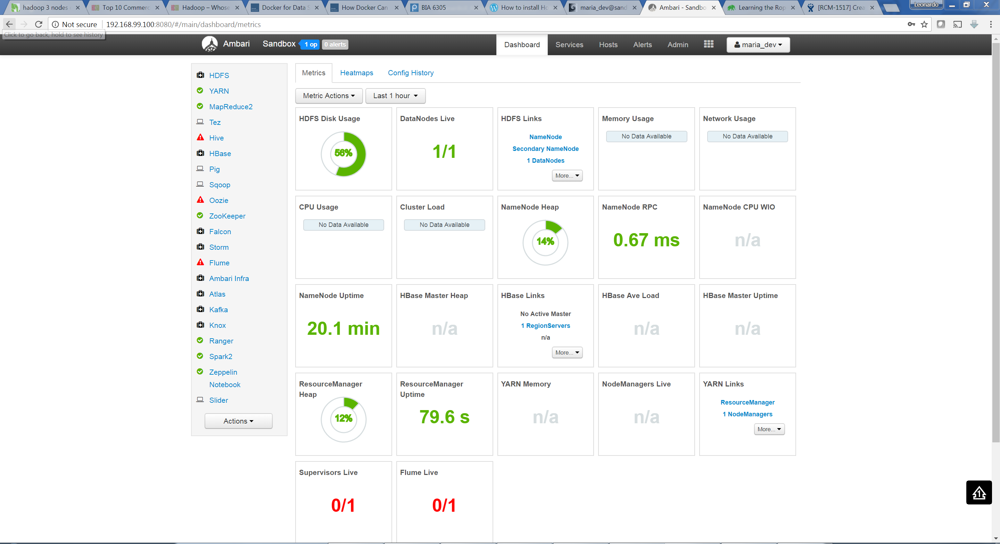 hadoop 3 nodes
Top 10 Commerc
Hadoop – Whose
Docker for Data S
How Docker Can
BIA 6305
How to install Ho
maria_dev@sand
Ambari - Sandbo
Learning the Rop
[RCM-1517] Crea
Leonardo
Not secure
192.168.99.100:8080/#/main/dashboard/metrics
Click to go back, hold to see history
Ambari
Sandbox
1 op
0 alerts
Dashboard
Services
Hosts
Alerts
Admin
maria_dev
HDFS
YARN
MapReduce2
Tez
Hive
HBase
Pig
Sqoop
Oozie
ZooKeeper
Falcon
Storm
Flume
Ambari Infra
Atlas
Kafka
Knox
Ranger
Spark2
Zeppelin
Notebook
Slider
Actions
Metrics
Heatmaps
Config History
Metric Actions
Last 1 hour
HDFS Disk Usage
56%
DataNodes Live
1/1
HDFS Links
NameNode
Secondary NameNode
1 DataNodes
More...
Memory Usage
No Data Available
Network Usage
No Data Available
CPU Usage
No Data Available
Cluster Load
No Data Available
NameNode Heap
14%
NameNode RPC
0.67 ms
NameNode CPU WIO
n/a
NameNode Uptime
20.1 min
HBase Master Heap
n/a
HBase Links
No Active Master
1 RegionServers
n/a
More...
HBase Ave Load
n/a
HBase Master Uptime
n/a
ResourceManager
Heap
12%
ResourceManager
Uptime
79.6 s
YARN Memory
n/a
NodeManagers Live
n/a
YARN Links
ResourceManager
1 NodeManagers
More...
Supervisors Live
0/1
Flume Live
0/1
1